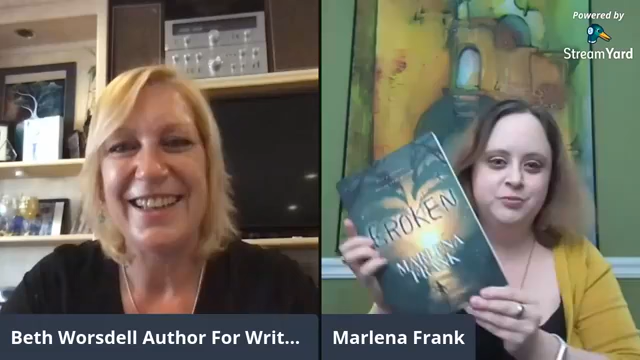 Powered by
StreamYard
BROKEN
MARLENA
FRANK
Beth Worsdell Author For Writ...
Marlena Frank